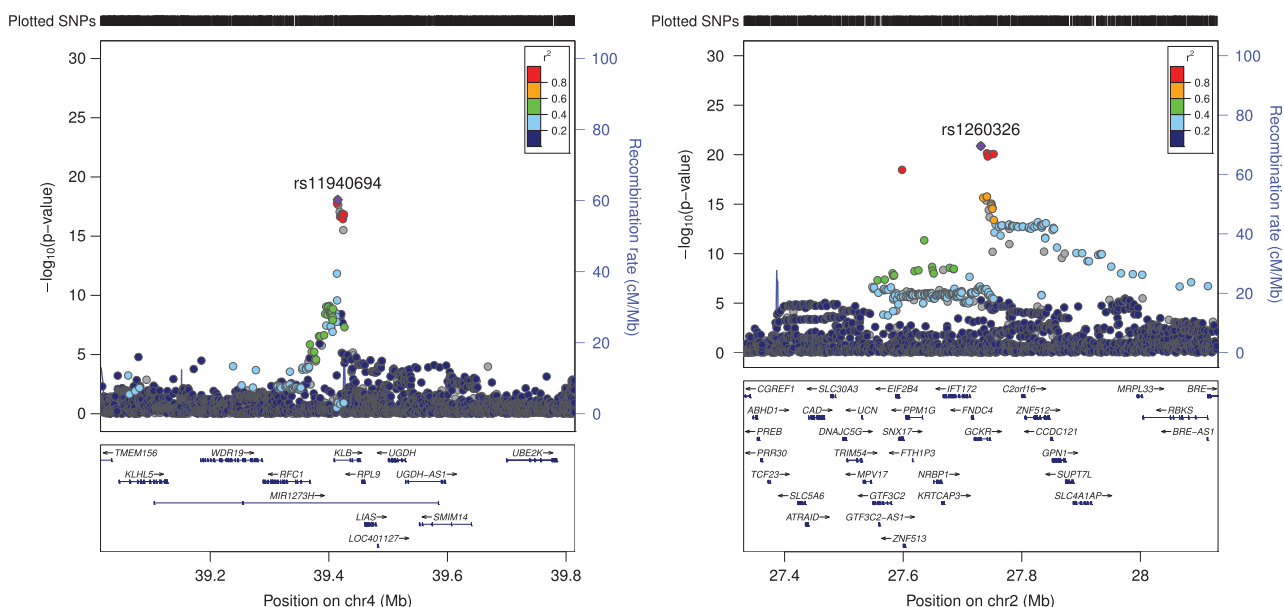 Plotted SNPs
30
25
20
15
10
5
0
−log10(p−value)
rs11940694
r2
0.8
0.6
0.4
0.2
100
80
60
40
20
0
Recombination rate (cM/Mb)
TMEM156
WDR19
KLB
UGDH
UBE2K
KLHL5
RFC1
RPL9
UGDH−AS1
MIR1273H
LIAS
SMIM14
LOC401127
39.2
39.4
39.6
39.8
Position on chr4 (Mb)
Plotted SNPs
30
25
20
15
10
5
0
−log10(p−value)
rs1260326
r2
0.8
0.6
0.4
0.2
100
80
60
40
20
0
Recombination rate (cM/Mb)
CGREF1
SLC30A3
EIF2B4
IFT172
C2orf16
MRPL33
BRE
ABHD1
CAD
UCN
PPM1G
FNDC4
ZNF512
RBKS
PREB
DNAJC5G
SNX17
GCKR
CCDC121
BRE−AS1
PRR30
TRIM54
FTH1P3
GPN1
TCF23
MPV17
NRBP1
SUPT7L
SLC5A6
GTF3C2
KRTCAP3
SLC4A1AP
ATRAID
GTF3C2−AS1
ZNF513
27.4
27.6
27.8
28
Position on chr2 (Mb)